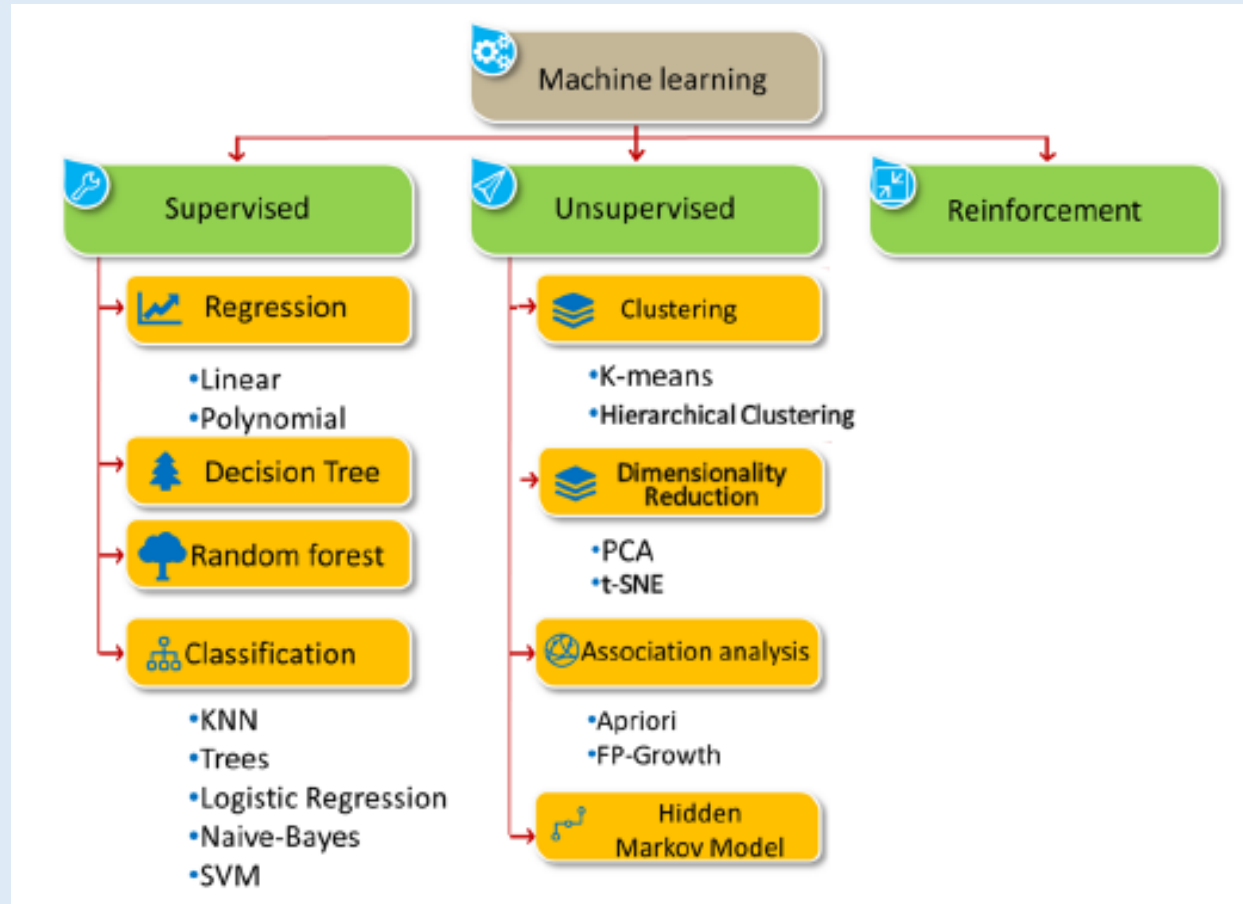 Machine learning
Supervised
Regression
•Linear
•Polynomial
Decision Tree
Random forest
Classification
•KNN
•Trees
•Logistic Regression
•Naive-Bayes
•SVM
Unsupervised
Clustering
•K-means
•Hierarchical Clustering
Dimensionality
Reduction
•PCA
•t-SNE
Association analysis
•Apriori
•FP-Growth
Hidden
Markov Model
Reinforcement